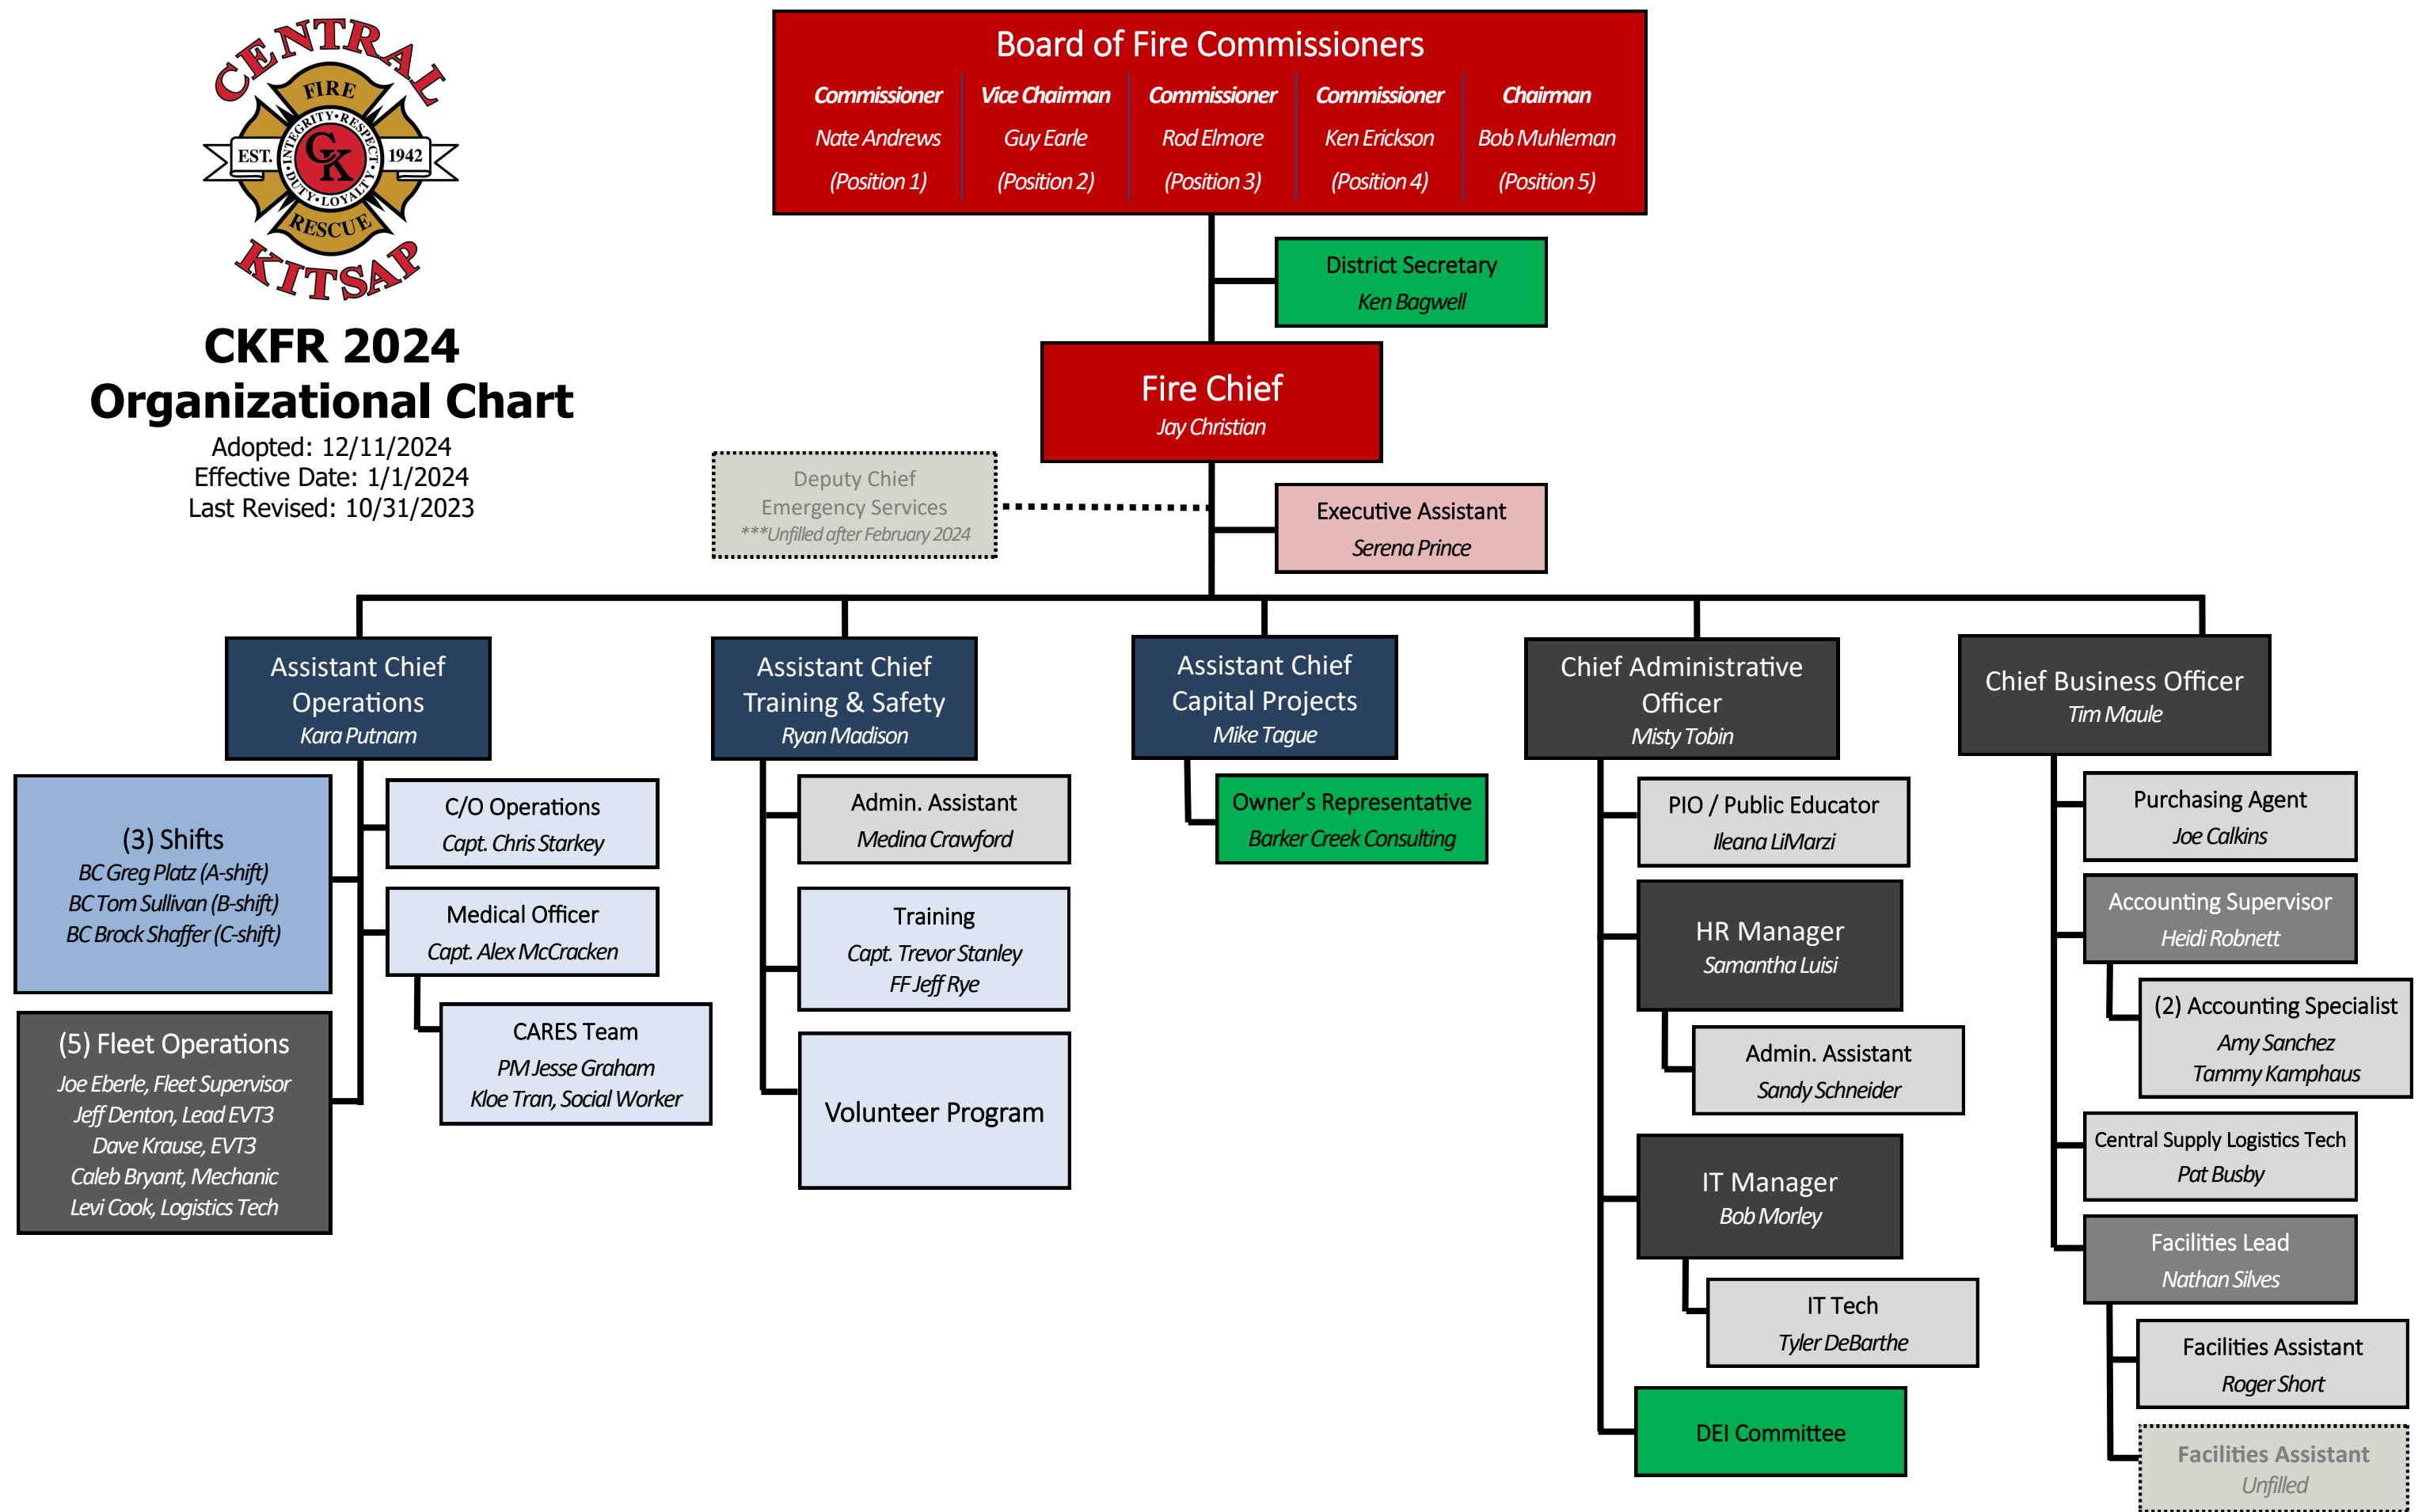 CENTRAL
FIRE
INTEGRITY • RESPECT
EST.
CK
1942
DUTY • LOYALTY
RESCUE
KITSAP
CKFR 2024
Organizational Chart
Adopted: 12/11/2024
Effective Date: 1/1/2024
Last Revised: 10/31/2023
Board of Fire Commissioners
Commissioner
Nate Andrews
(Position 1)
Vice Chairman
Guy Earle
(Position 2)
Commissioner
Rod Elmore
(Position 3)
Commissioner
Ken Erickson
(Position 4)
Chairman
Bob Muhleman
(Position 5)
District Secretary
Ken Bagwell
Fire Chief
Jay Christian
Deputy Chief
Emergency Services
***Unfilled after February 2024
Executive Assistant
Serena Prince
Assistant Chief
Operations
Kara Putnam
(3) Shifts
BC Greg Platz (A-shift)
BC Tom Sullivan (B-shift)
BC Brock Shaffer (C-shift)
(5) Fleet Operations
Joe Eberle, Fleet Supervisor
Jeff Denton, Lead EVT3
Dave Krause, EVT3
Caleb Bryant, Mechanic
Levi Cook, Logistics Tech
C/O Operations
Capt. Chris Starkey
Medical Officer
Capt. Alex McCracken
CARES Team
PM Jesse Graham
Kloe Tran, Social Worker
Assistant Chief
Training & Safety
Ryan Madison
Admin. Assistant
Medina Crawford
Training
Capt. Trevor Stanley
FF Jeff Rye
Volunteer Program
Assistant Chief
Capital Projects
Mike Tague
Owner’s Representative
Barker Creek Consulting
Chief Administrative
Officer
Misty Tobin
PIO / Public Educator
Ileana LiMarzi
HR Manager
Samantha Luisi
Admin. Assistant
Sandy Schneider
IT Manager
Bob Morley
IT Tech
Tyler DeBarthe
DEI Committee
Chief Business Officer
Tim Maule
Purchasing Agent
Joe Calkins
Accounting Supervisor
Heidi Robnett
(2) Accounting Specialist
Amy Sanchez
Tammy Kamphaus
Central Supply Logistics Tech
Pat Busby
Facilities Lead
Nathan Silves
Facilities Assistant
Roger Short
Facilities Assistant
Unfilled